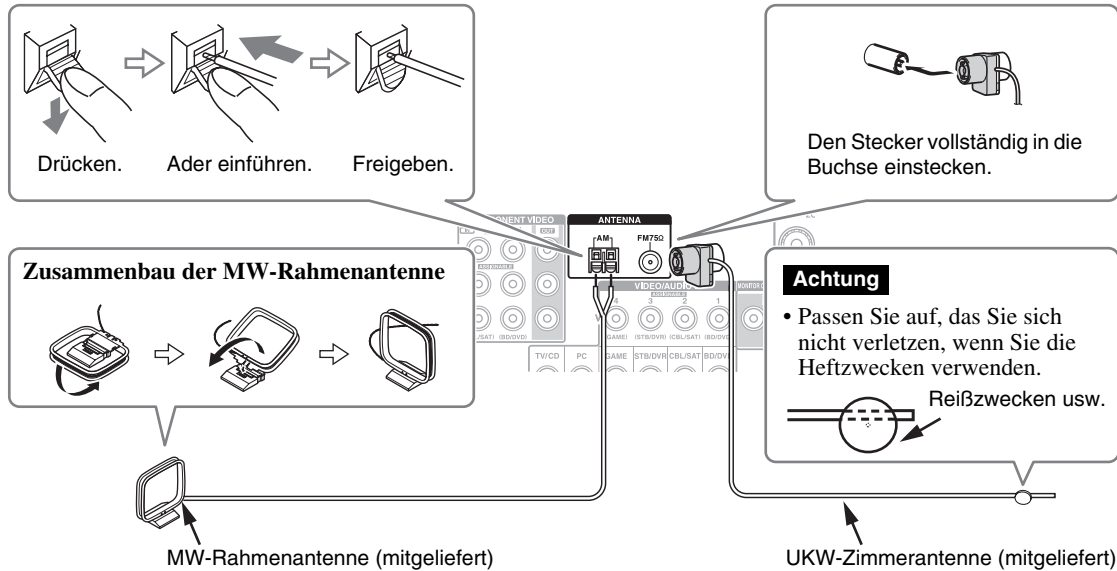 Drücken.
Ader einführen.
Freigeben.
Den Stecker vollständig in die
Buchse einstecken.
ONENT VIDEO
OUT
ASSIGNABLE
ANTENNA
AM
FM75Ω
Zusammenbau der MW-Rahmenantenne
VIDEO/AUDIO
ASSIGNABLE
MONITOR O
4 3 2 1
/SAT) (BD/DVD)
(GAME) (STB/DVR) (CBL/SAT) (BD/DVD)
TV/CD PC GAME STB/DVR CBL/SAT BD/DVD
Achtung
• Passen Sie auf, das Sie sich
nicht verletzen, wenn Sie die
Heftzwecken verwenden.
Reißzwecken usw.
MW-Rahmenantenne (mitgeliefert)
UKW-Zimmerantenne (mitgeliefert)